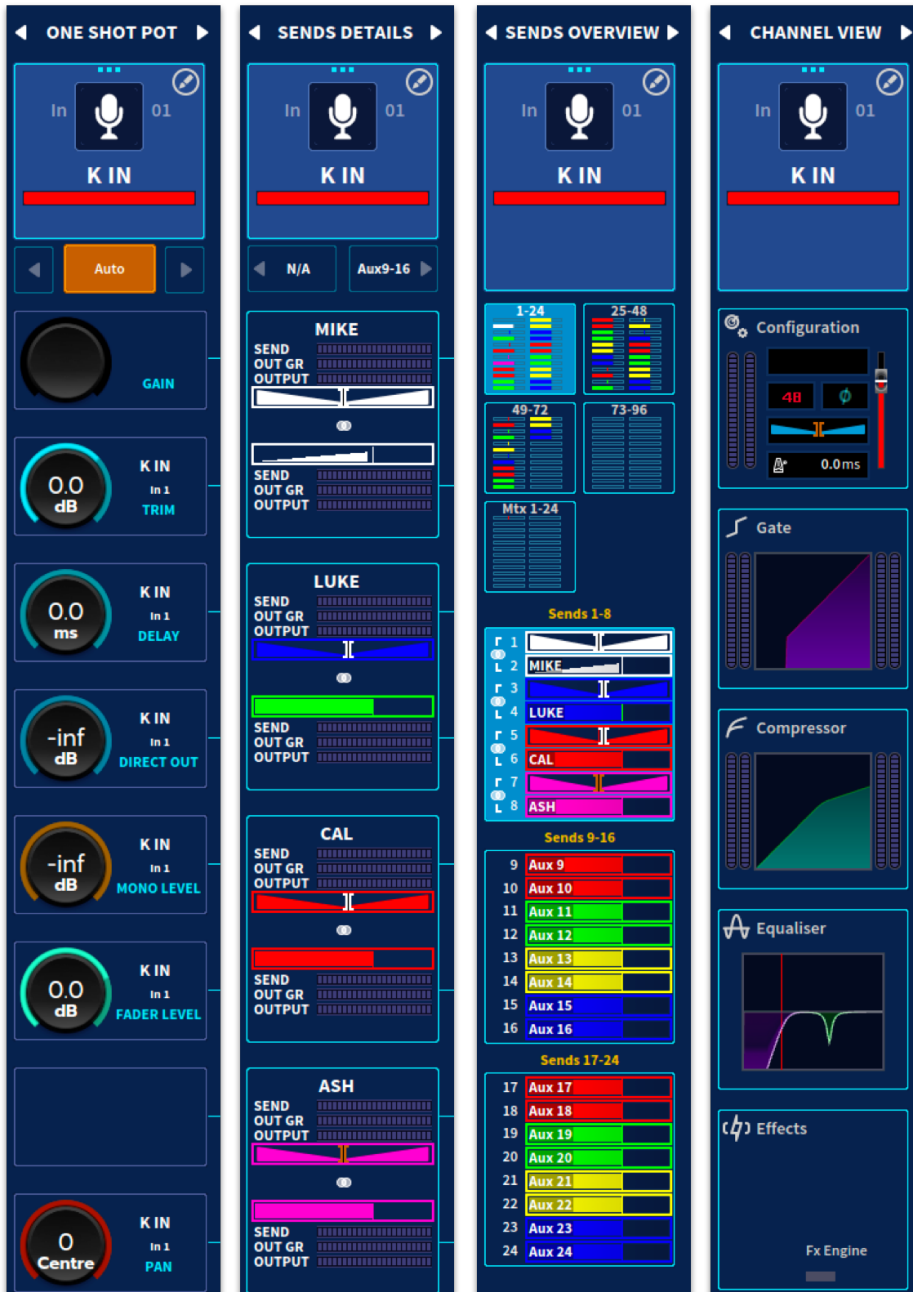 ONE SHOT POT
In 01
K IN
Auto
GAIN
0.0
dB
K IN
In 1
TRIM
0.0
ms
K IN
In 1
DELAY
-inf
dB
K IN
In 1
DIRECT OUT
-inf
dB
K IN
In 1
MONO LEVEL
0.0
dB
K IN
In 1
FADER LEVEL
0
Centre
K IN
In 1
PAN
SENDS DETAILS
In 01
K IN
N/A Aux9-16
MIKE
SEND
OUT GR
OUTPUT
SEND
OUT GR
OUTPUT
LUKE
SEND
OUT GR
OUTPUT
SEND
OUT GR
OUTPUT
CAL
SEND
OUT GR
OUTPUT
SEND
OUT GR
OUTPUT
ASH
SEND
OUT GR
OUTPUT
SEND
OUT GR
OUTPUT
SENDS OVERVIEW
In 01
K IN
1-24 25-48
49-72 73-96
Mtx 1-24
Sends 1-8
1
2 MIKE
3
4 LUKE
5
6 CAL
7
8 ASH
Sends 9-16
9 Aux 9
10 Aux 10
11 Aux 11
12 Aux 12
13 Aux 13
14 Aux 14
15 Aux 15
16 Aux 16
Sends 17-24
17 Aux 17
18 Aux 18
19 Aux 19
20 Aux 20
21 Aux 21
22 Aux 22
23 Aux 23
24 Aux 24
CHANNEL VIEW
In 01
K IN
Configuration
48 ϕ
0.0ms
Gate
Compressor
Equaliser
Effects
Fx Engine